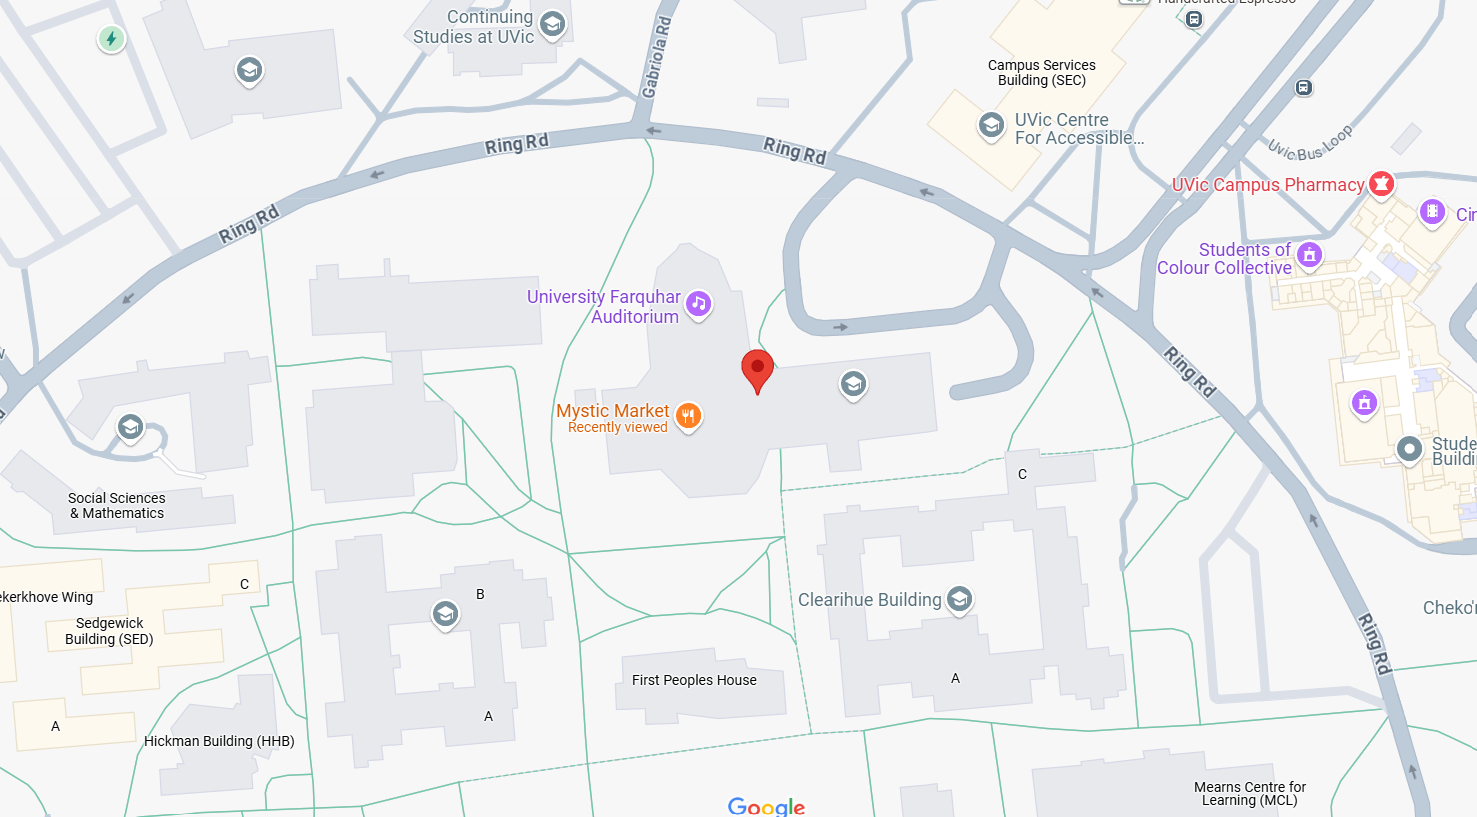 Handcrafted Espresso
Continuing
Studies at UVic
Gabriola Rd
Campus Services
Building (SEC)
UVic Centre
For Accessible...
Ring Rd
Ring Rd
Uvic Bus Loop
UVic Campus Pharmacy
Ring Rd
Students of
Colour Collective
University Farquhar
Auditorium
Ring Rd
Mystic Market
Recently viewed
C
Social Sciences
& Mathematics
C
B
Clearihue Building
Sedgewick
Building (SED)
Ring Rd
First Peoples House
A
A
A
Hickman Building (HHB)
Mearns Centre for
Learning (MCL)
Google